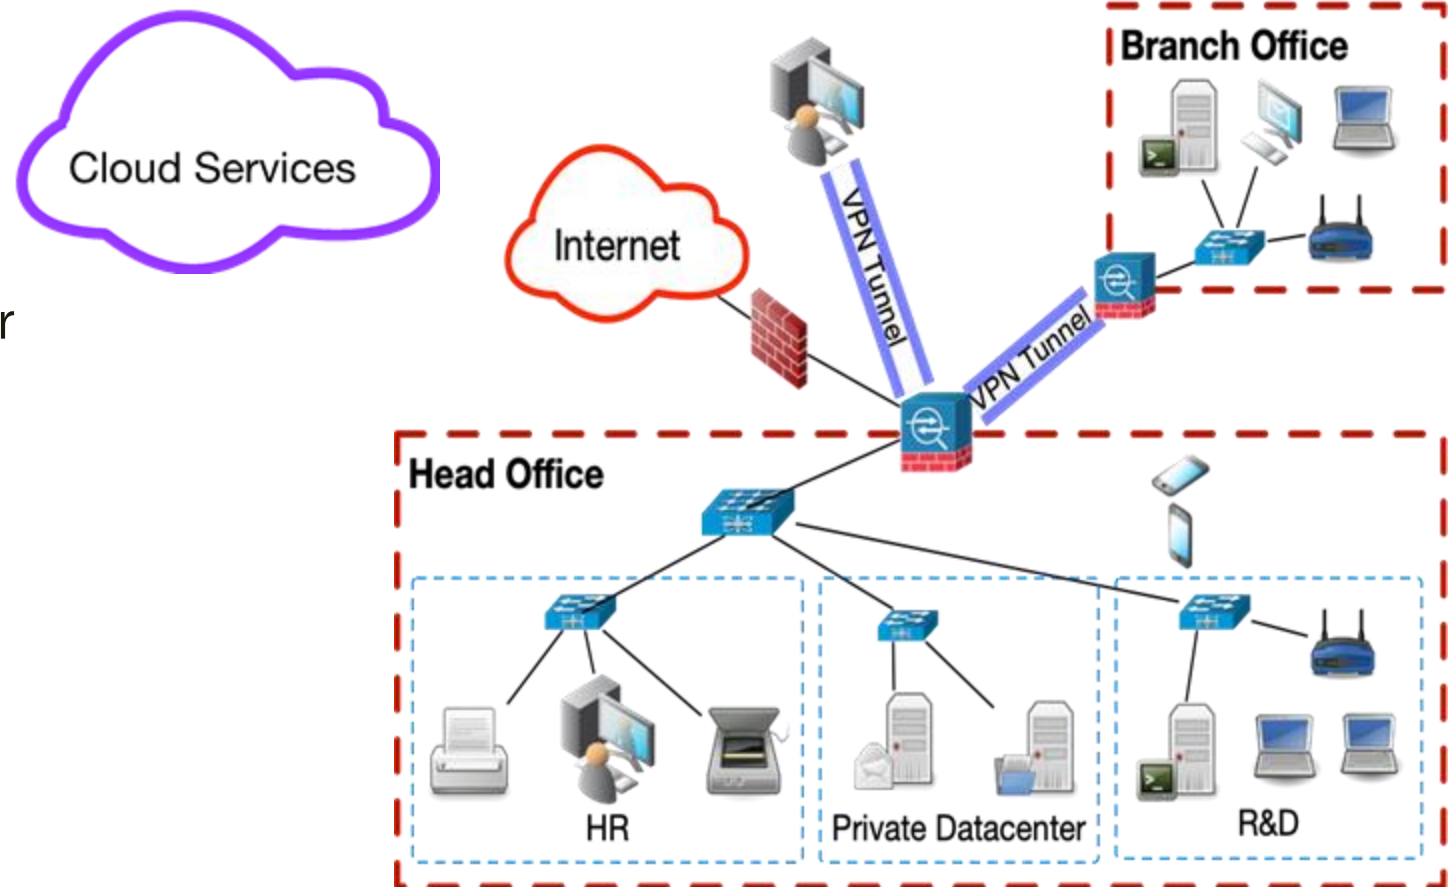 Cloud Services
Branch Office
Internet
VPN Tunnel
VPN Tunnel
r
Head Office
>_
>_
HR
Private Datacenter
R&D